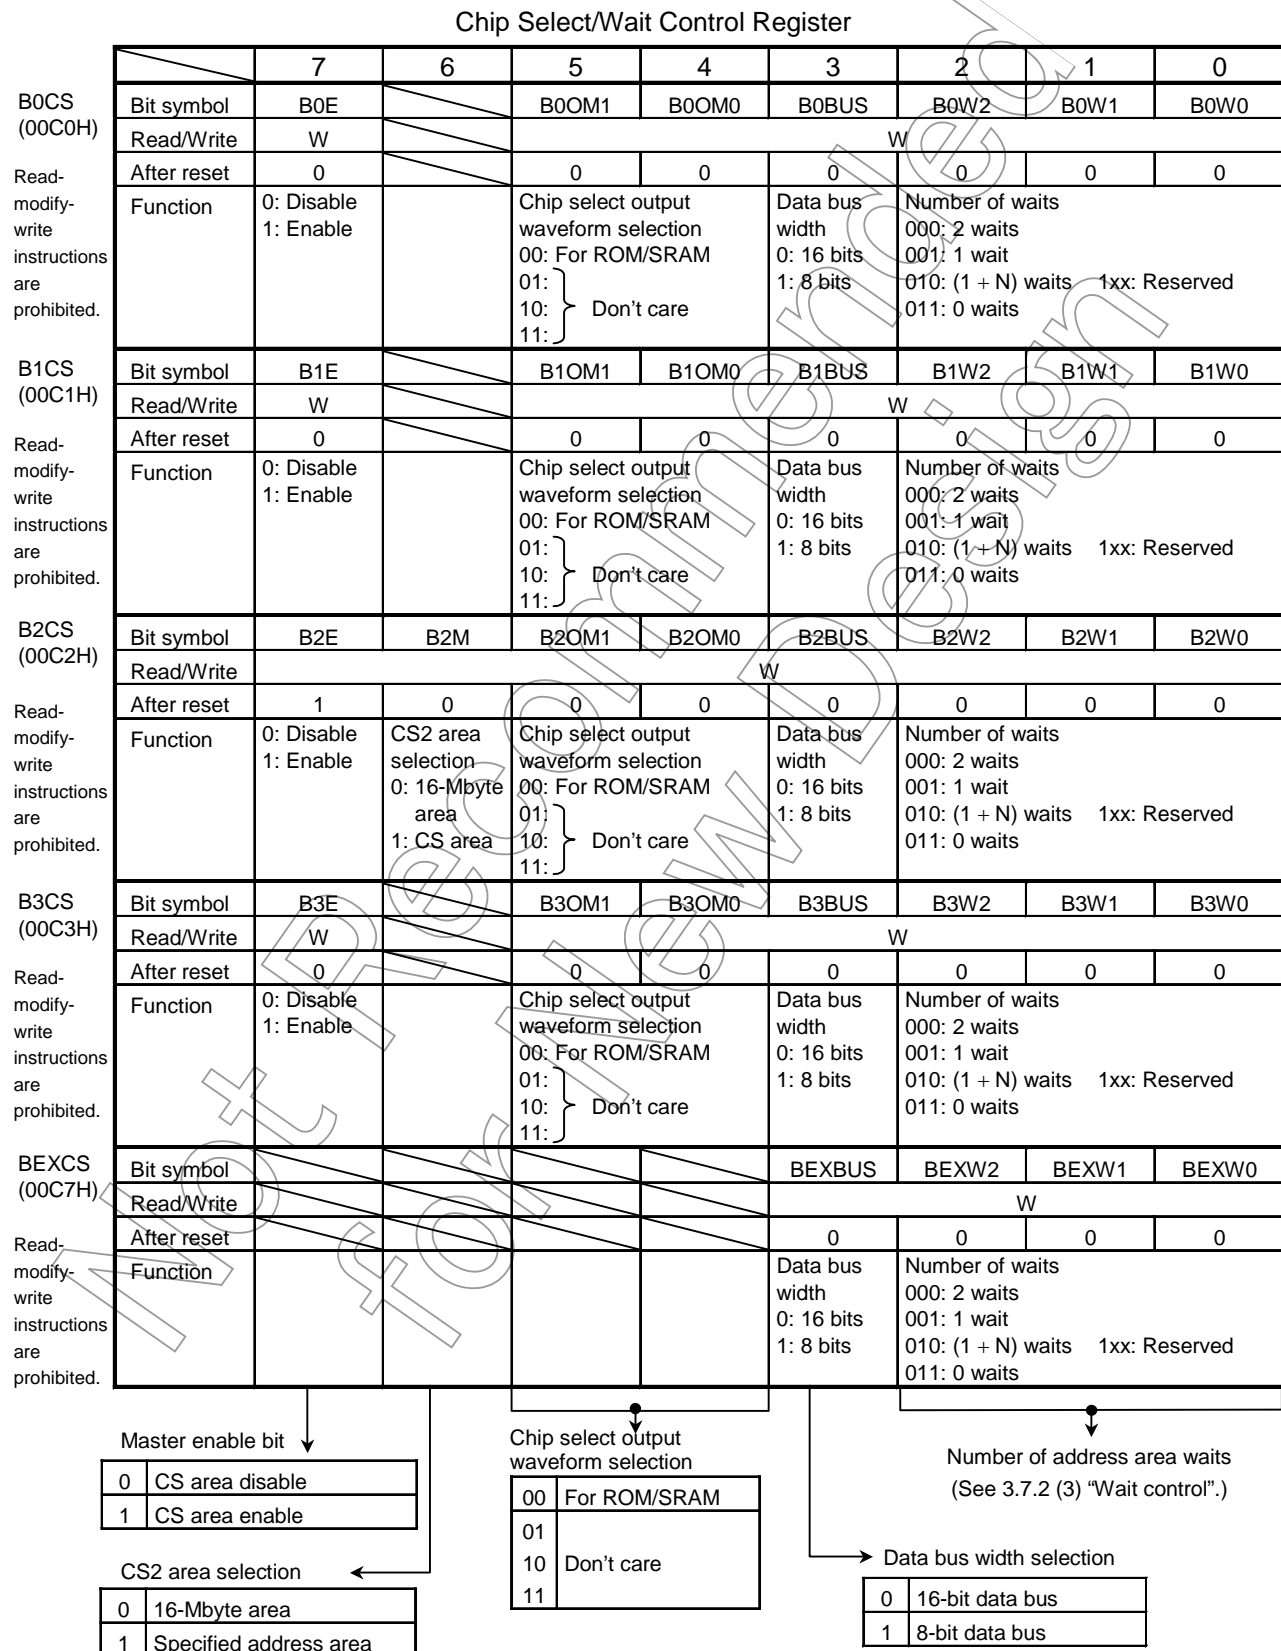 Chip Select/Wait Control Register
7 6 5 4 3 2 1 0
B0CS
(00C0H)
Read-
modify-
write
instructions
are
prohibited.
Bit symbol B0E B0OM1 B0OM0 B0BUS B0W2 B0W1 B0W0
Read/Write W W
After reset 0 0 0 0 0 0 0
Function
0: Disable
1: Enable
Chip select output
waveform selection
00: For ROM/SRAM
01:
10: Don't care
11:
Data bus
width
0: 16 bits
1: 8 bits
Number of waits
000: 2 waits
001: 1 wait
010: (1 + N) waits 1xx: Reserved
011: 0 waits
B1CS
(00C1H)
Read-
modify-
write
instructions
are
prohibited.
Bit symbol B1E B1OM1 B1OM0 B1BUS B1W2 B1W1 B1W0
Read/Write W W
After reset 0 0 0 0 0 0 0
Function
0: Disable
1: Enable
Chip select output
waveform selection
00: For ROM/SRAM
01:
10: Don't care
11:
Data bus
width
0: 16 bits
1: 8 bits
Number of waits
000: 2 waits
001: 1 wait
010: (1 + N) waits 1xx: Reserved
011: 0 waits
B2CS
(00C2H)
Read-
modify-
write
instructions
are
prohibited.
Bit symbol B2E B2M B2OM1 B2OM0 B2BUS B2W2 B2W1 B2W0
Read/Write W
After reset 1 0 0 0 0 0 0 0
Function
0: Disable
1: Enable
CS2 area
selection
0: 16-Mbyte
area
1: CS area
Chip select output
waveform selection
00: For ROM/SRAM
01:
10: Don't care
11:
Data bus
width
0: 16 bits
1: 8 bits
Number of waits
000: 2 waits
001: 1 wait
010: (1 + N) waits 1xx: Reserved
011: 0 waits
B3CS
(00C3H)
Read-
modify-
write
instructions
are
prohibited.
Bit symbol B3E B3OM1 B3OM0 B3BUS B3W2 B3W1 B3W0
Read/Write W W
After reset 0 0 0 0 0 0 0
Function
0: Disable
1: Enable
Chip select output
waveform selection
00: For ROM/SRAM
01:
10: Don't care
11:
Data bus
width
0: 16 bits
1: 8 bits
Number of waits
000: 2 waits
001: 1 wait
010: (1 + N) waits 1xx: Reserved
011: 0 waits
BEXCS
(00C7H)
Read-
modify-
write
instructions
are
prohibited.
Bit symbol BEXBUS BEXW2 BEXW1 BEXW0
Read/Write W
After reset 0 0 0 0
Function
Data bus
width
0: 16 bits
1: 8 bits
Number of waits
000: 2 waits
001: 1 wait
010: (1 + N) waits 1xx: Reserved
011: 0 waits
Master enable bit
0 CS area disable
1 CS area enable
CS2 area selection
0 16-Mbyte area
1 Specified address area
Chip select output
waveform selection
00 For ROM/SRAM
01
10 Don't care
11
Number of address area waits
(See 3.7.2 (3) “Wait control”.)
Data bus width selection
0 16-bit data bus
1 8-bit data bus
Not Recommended
for New Design